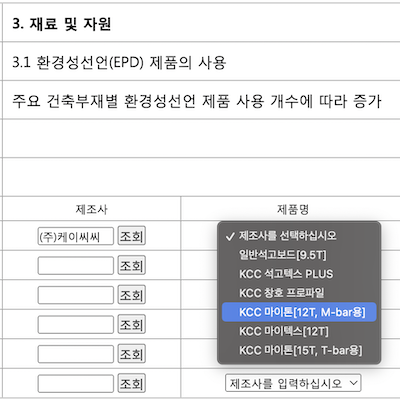 3. 재료 및 자원
3.1 환경성선언(EPD) 제품의 사용
주요 건축부재별 환경성선언 제품 사용 개수에 따라 증가
제조사 제품명
(주)케이씨씨 조회 ✓ 제조사를 선택하십시오
일반석고보드[9.5T]
조회 KCC 석고텍스 PLUS
KCC 창호 프로파일
조회 KCC 마이톤[12T, M-bar용]
조회 KCC 마이텍스[12T]
조회 KCC 마이톤[15T, T-bar용]
조회 제조사를 입력하십시오